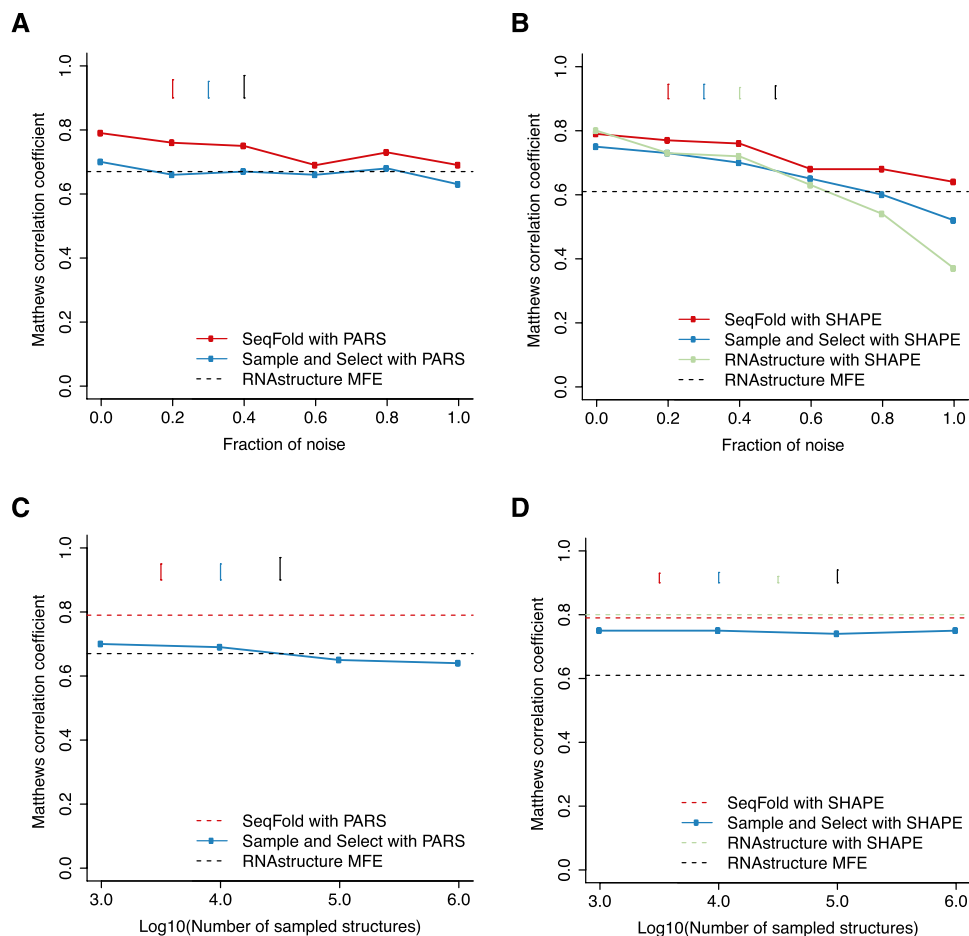 A
Matthews correlation coefficient
1.0
0.8
0.6
0.4
0.2
0.0
SeqFold with PARS
Sample and Select with PARS
RNAstructure MFE
0.0 0.2 0.4 0.6 0.8 1.0
Fraction of noise
B
Matthews correlation coefficient
1.0
0.8
0.6
0.4
0.2
0.0
SeqFold with SHAPE
Sample and Select with SHAPE
RNAstructure with SHAPE
RNAstructure MFE
0.0 0.2 0.4 0.6 0.8 1.0
Fraction of noise
C
Matthews correlation coefficient
1.0
0.8
0.6
0.4
0.2
0.0
SeqFold with PARS
Sample and Select with PARS
RNAstructure MFE
3.0 4.0 5.0 6.0
Log10(Number of sampled structures)
D
Matthews correlation coefficient
1.0
0.8
0.6
0.4
0.2
0.0
SeqFold with SHAPE
Sample and Select with SHAPE
RNAstructure with SHAPE
RNAstructure MFE
3.0 4.0 5.0 6.0
Log10(Number of sampled structures)